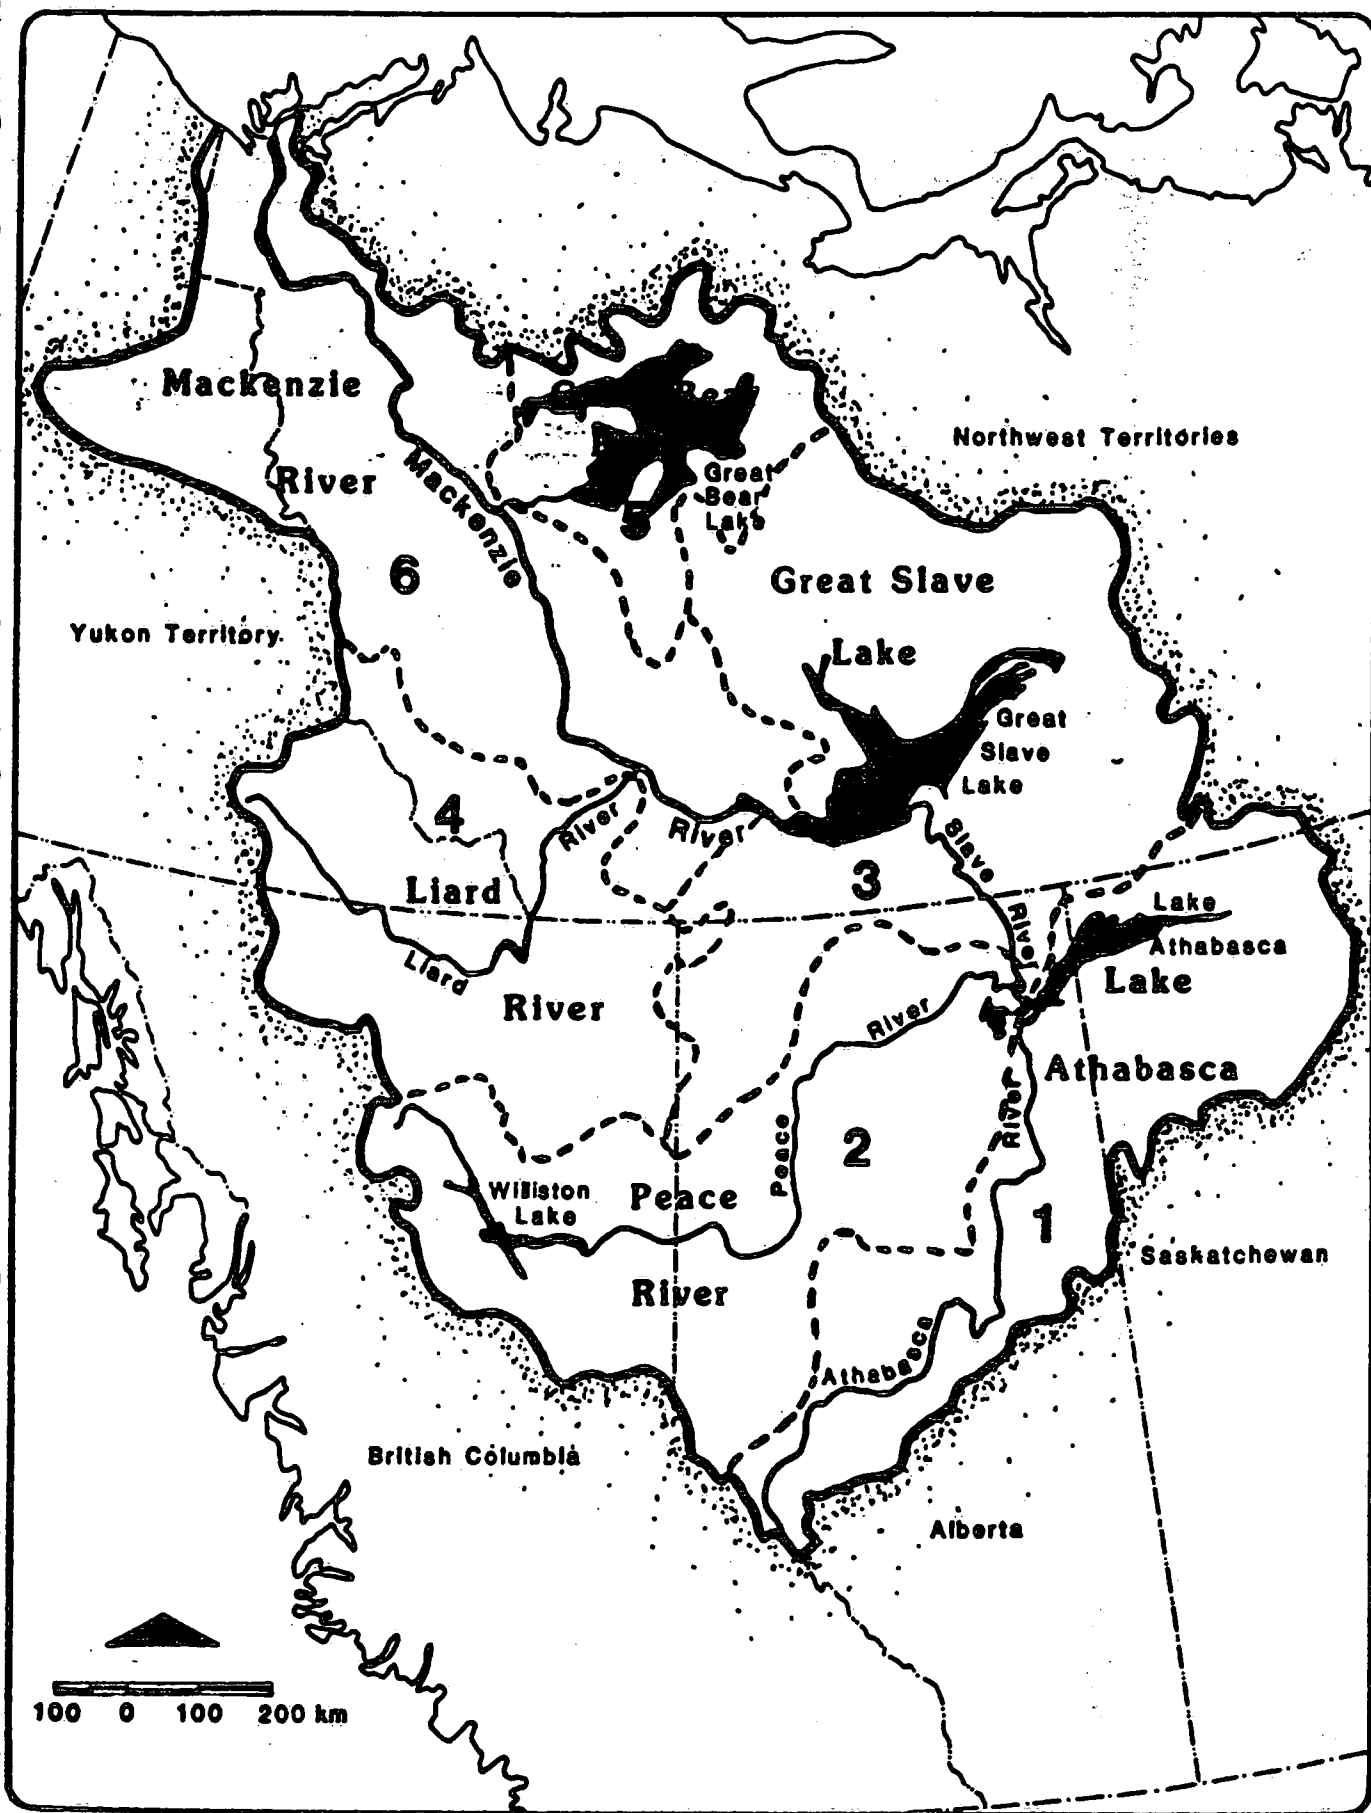 Mackenzie
River
6
Mackenzie
River
Great
Bear
Lake
5
Northwest Territories
Great Slave
Lake
3
Great
Slave
Lake
Yukon Territory
4
Liard
River
River
Liard
Slave
River
Lake
Athabasca
Lake
Athabasca
1
River
Athabasca
Peace
River
2
Peace
River
Williston
Lake
Saskatchewan
British Columbia
Alberta
100 0 100 200 km